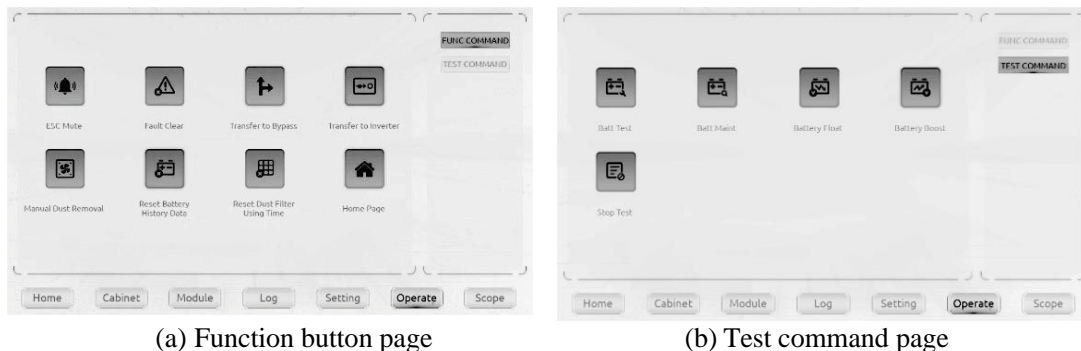 FUNC COMMAND
TEST COMMAND
ESC Mute
Fault Clear
Transfer to Bypass
Transfer to Inverter
Manual Dust Removal
Reset Battery
History Data
Reset Dust Filter
Using Time
Home Page
Home
Cabinet
Module
Log
Setting
Operate
Scope
(a) Function button page
FUNC COMMAND
TEST COMMAND
Batt Test
Batt Maint
Battery Float
Battery Boost
Stop Test
Home
Cabinet
Module
Log
Setting
Operate
Scope
(b) Test command page